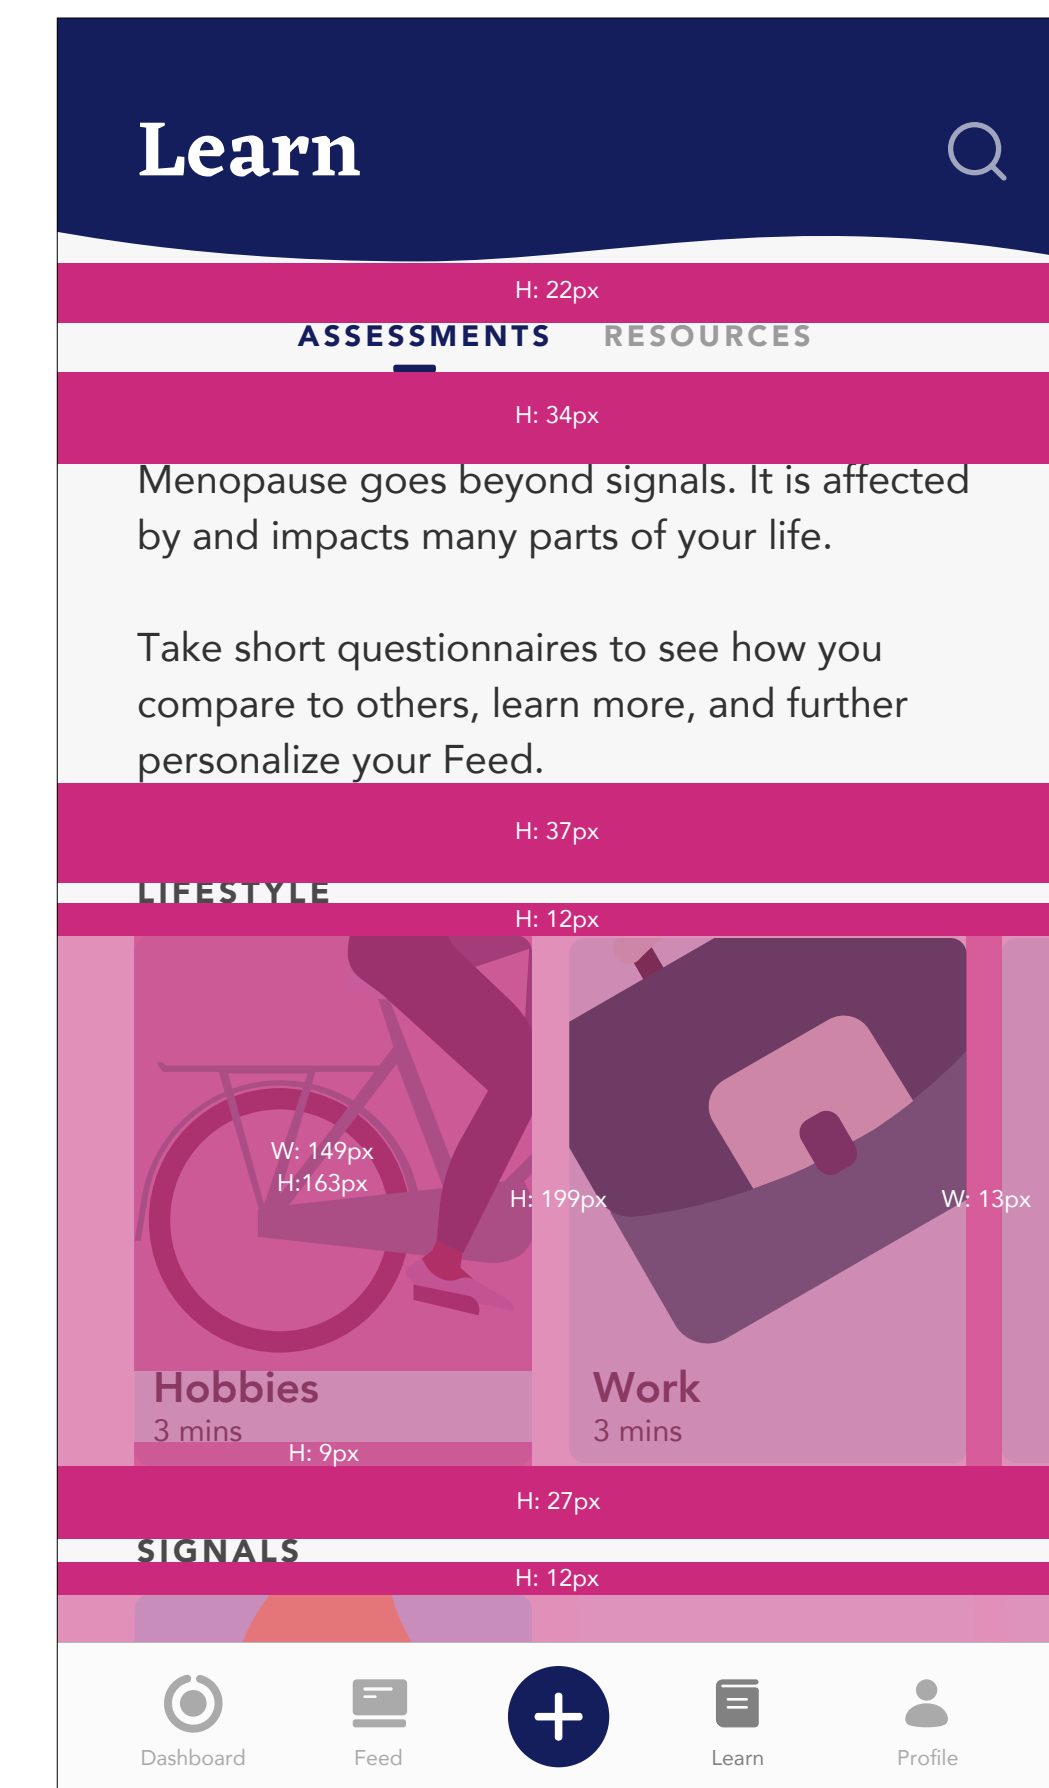 Learn
H: 22px
ASSESSMENTS RESOURCES
H: 34px
Menopause goes beyond signals. It is affected
by and impacts many parts of your life.
Take short questionnaires to see how you
compare to others, learn more, and further
personalize your Feed.
H: 37px
LIFESTYLE
H: 12px
W: 149px
H:163px
H: 199px
W: 13px
Hobbies
3 mins
Work
3 mins
H: 9px
H: 27px
SIGNALS
H: 12px
Dashboard
Feed
Learn
Profile